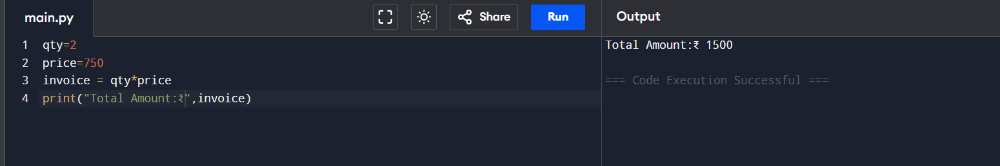 main.py
Share
Run
Output
1 qty=2
2 price=750
3 invoice = qty*price
4 print("Total Amount:₹",invoice)
Total Amount:₹ 1500
=== Code Execution Successful ===